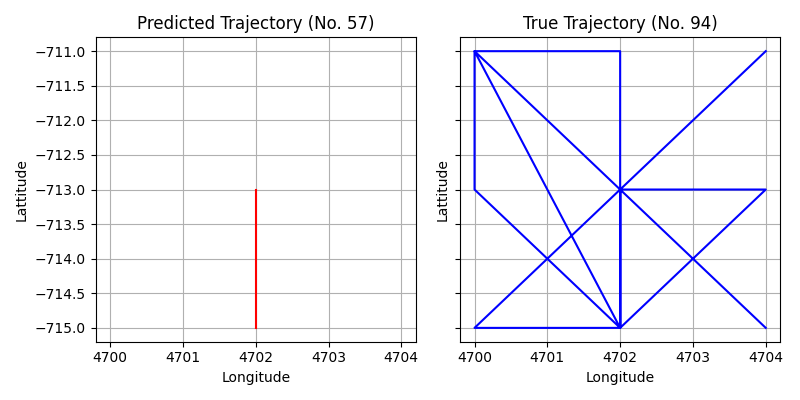 Predicted Trajectory (No. 57)
True Trajectory (No. 94)
Lattitude
−711.0
−711.5
−712.0
−712.5
−713.0
−713.5
−714.0
−714.5
−715.0
4700 4701 4702 4703 4704
Longitude
Lattitude
4700 4701 4702 4703 4704
Longitude